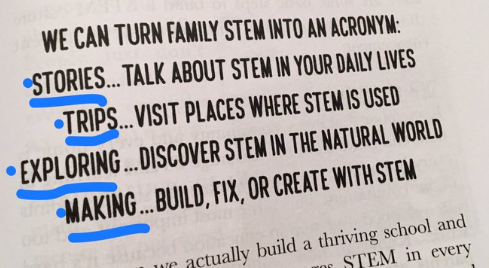 WE CAN TURN FAMILY STEM INTO AN ACRONYM:
STORIES... TALK ABOUT STEM IN YOUR DAILY LIVES
TRIPS...VISIT PLACES WHERE STEM IS USED
EXPLORING...DISCOVER STEM IN THE NATURAL WORLD
MAKING...BUILD, FIX, OR CREATE WITH STEM
we actually build a thriving school and
STEM in every